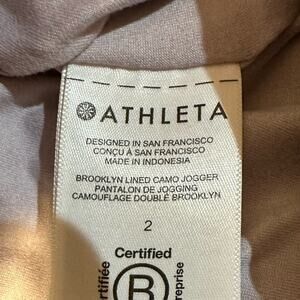 ATHLETA
DESIGNED IN SAN FRANCISCO
CONÇU À SAN FRANCISCO
MADE IN INDONESIA
BROOKLYN LINED CAMO JOGGER
PANTALON DE JOGGING
CAMOUFLAGE DOUBLÉ BROOKLYN
2
Certified
B